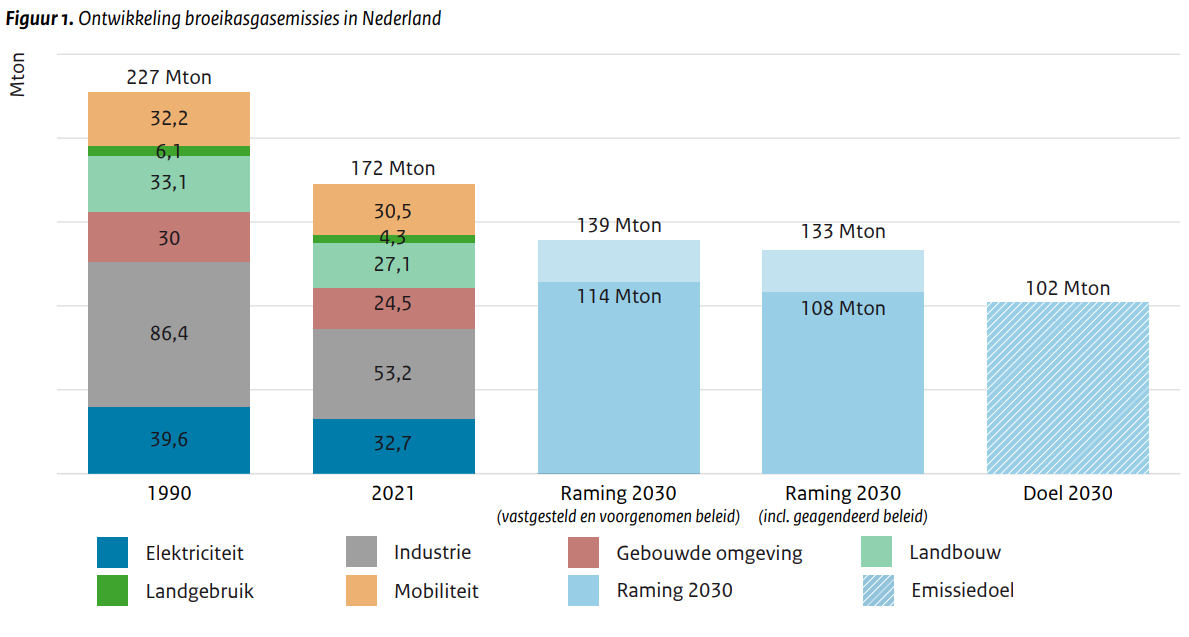 Figuur 1. Ontwikkeling broeikasgasemissies in Nederland
Mton
227 Mton
32,2
6,1
33,1
30
86,4
39,6
172 Mton
30,5
4,3
27,1
24,5
53,2
32,7
139 Mton
114 Mton
133 Mton
108 Mton
102 Mton
1990
2021
Raming 2030
(vastgesteld en voorgenomen beleid)
Raming 2030
(incl. geagendeerd beleid)
Doel 2030
Elektriciteit
Industrie
Gebouwde omgeving
Landbouw
Landgebruik
Mobiliteit
Raming 2030
Emissiedoel